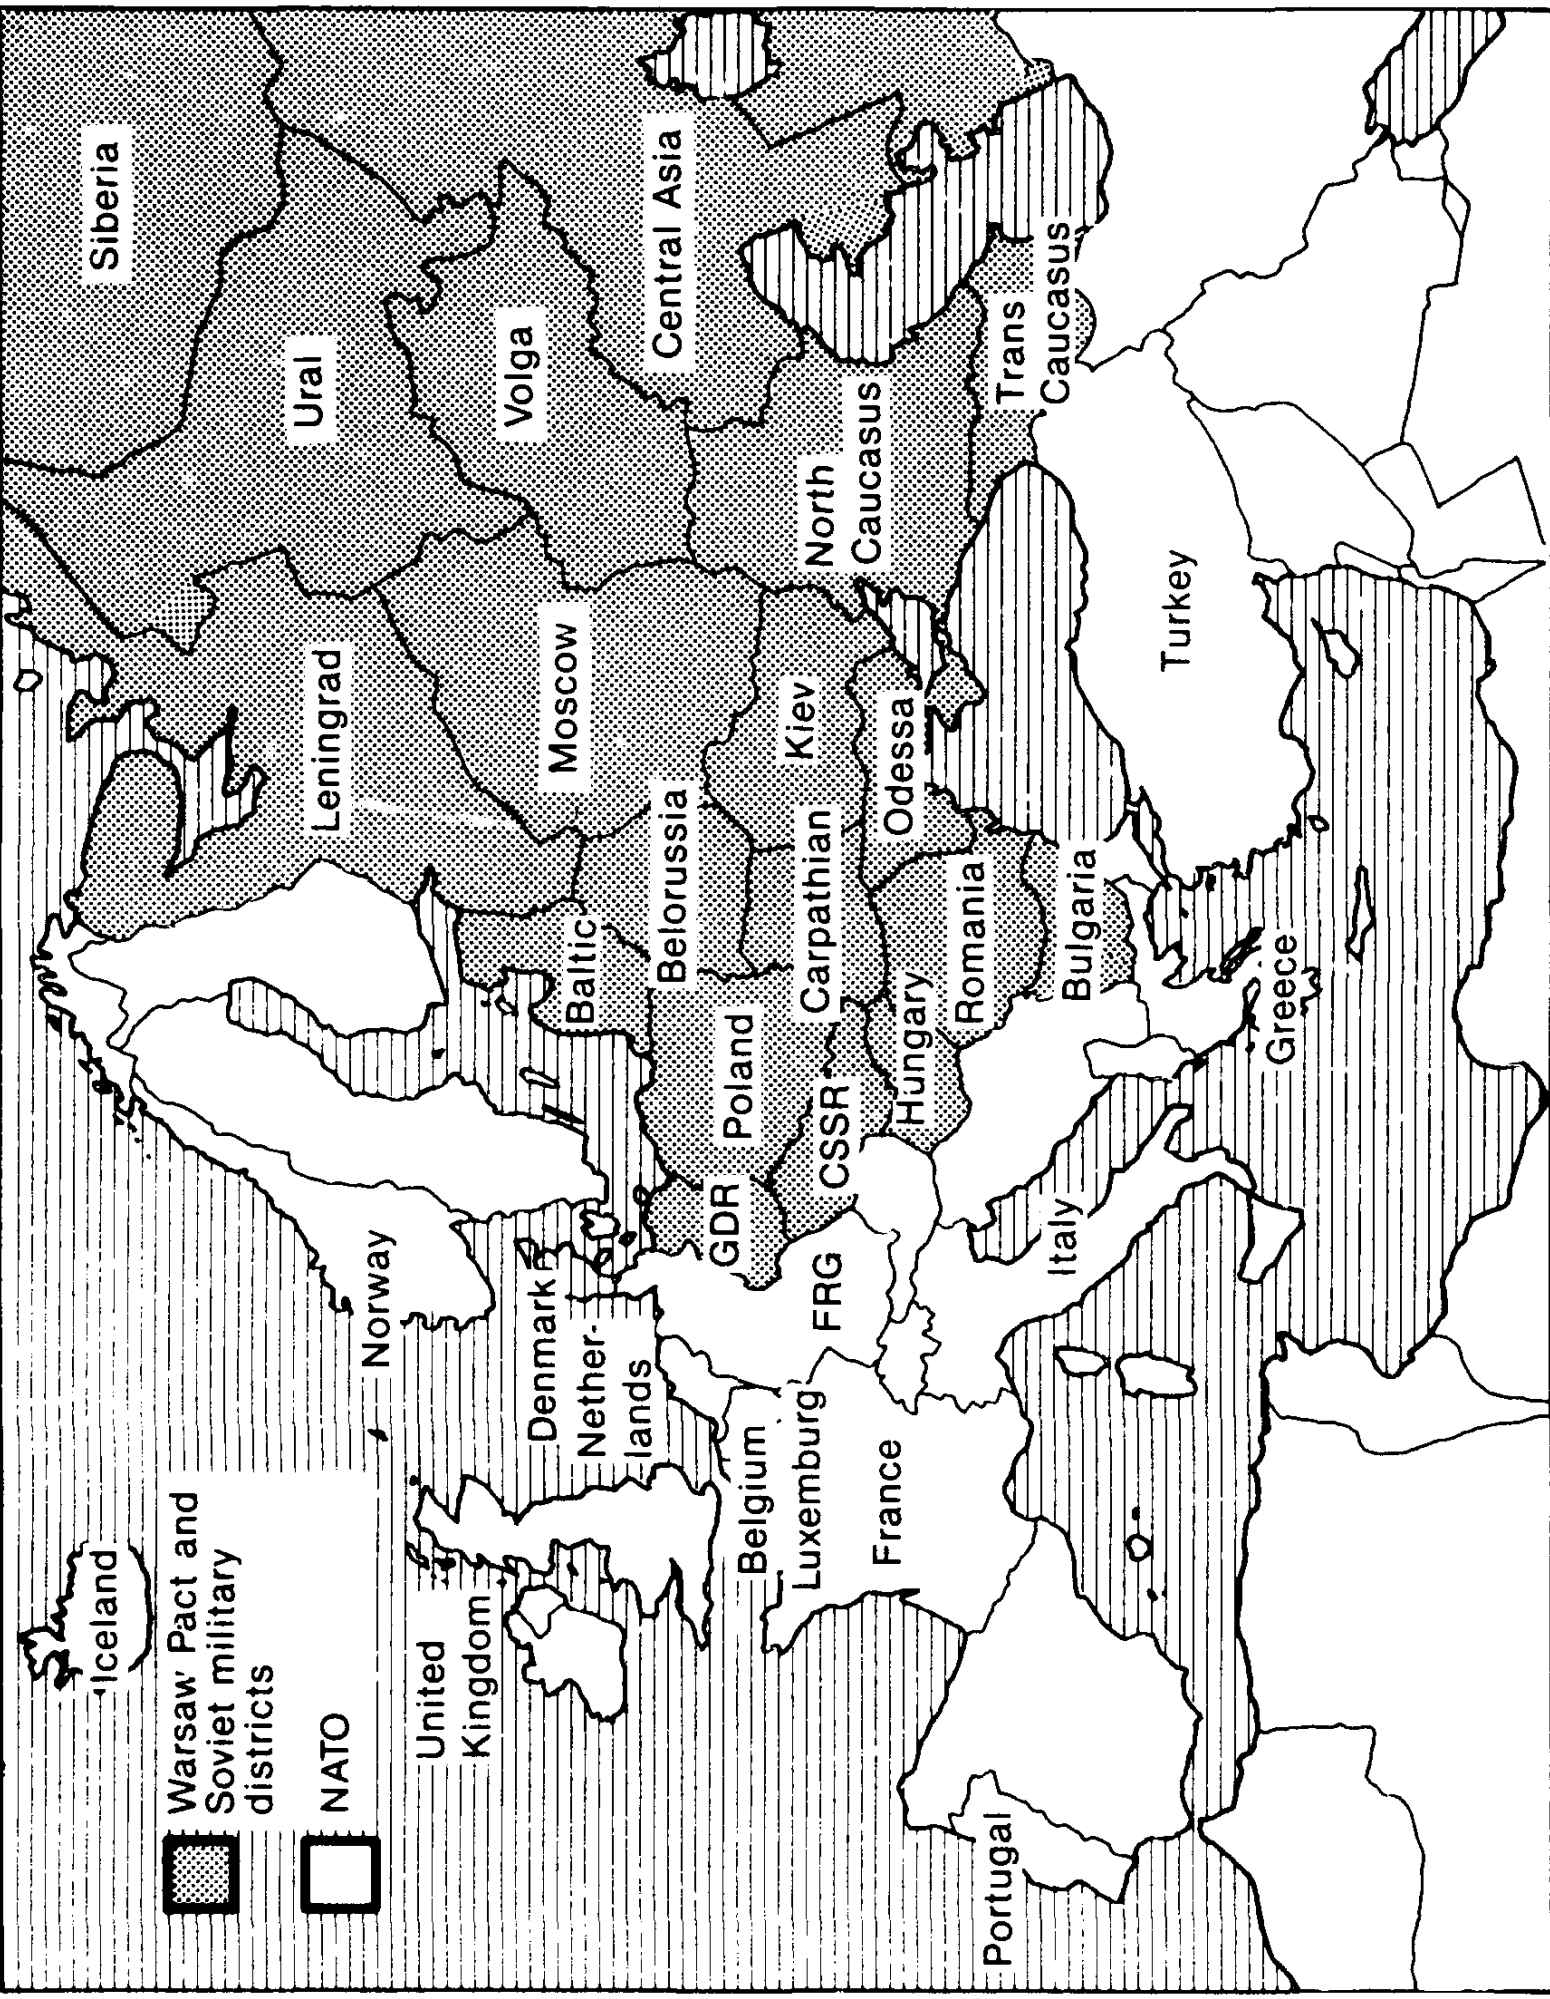 Iceland
Warsaw Pact and
Soviet military
districts
NATO
Norway
United
Kingdom
Denmark
Nether-
lands
Belgium
Luxemburg
France
FRG
Portugal
Italy
Greece
Turkey
GDR
Poland
CSSR
Hungary
Romania
Bulgaria
Baltic
Belorussia
Carpathian
Odessa
Kiev
Leningrad
Moscow
North
Caucasus
Trans
Caucasus
Ural
Volga
Central Asia
Siberia